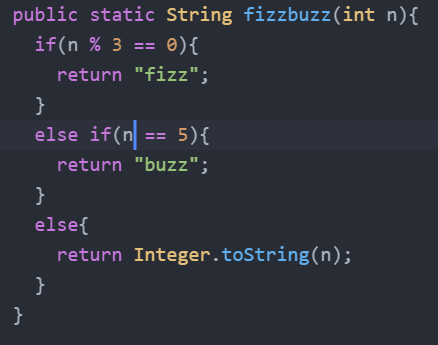 public static String fizzbuzz(int n){
if(n % 3 == 0){
return "fizz";
}
else if(n == 5){
return "buzz";
}
else{
return Integer.toString(n);
}
}